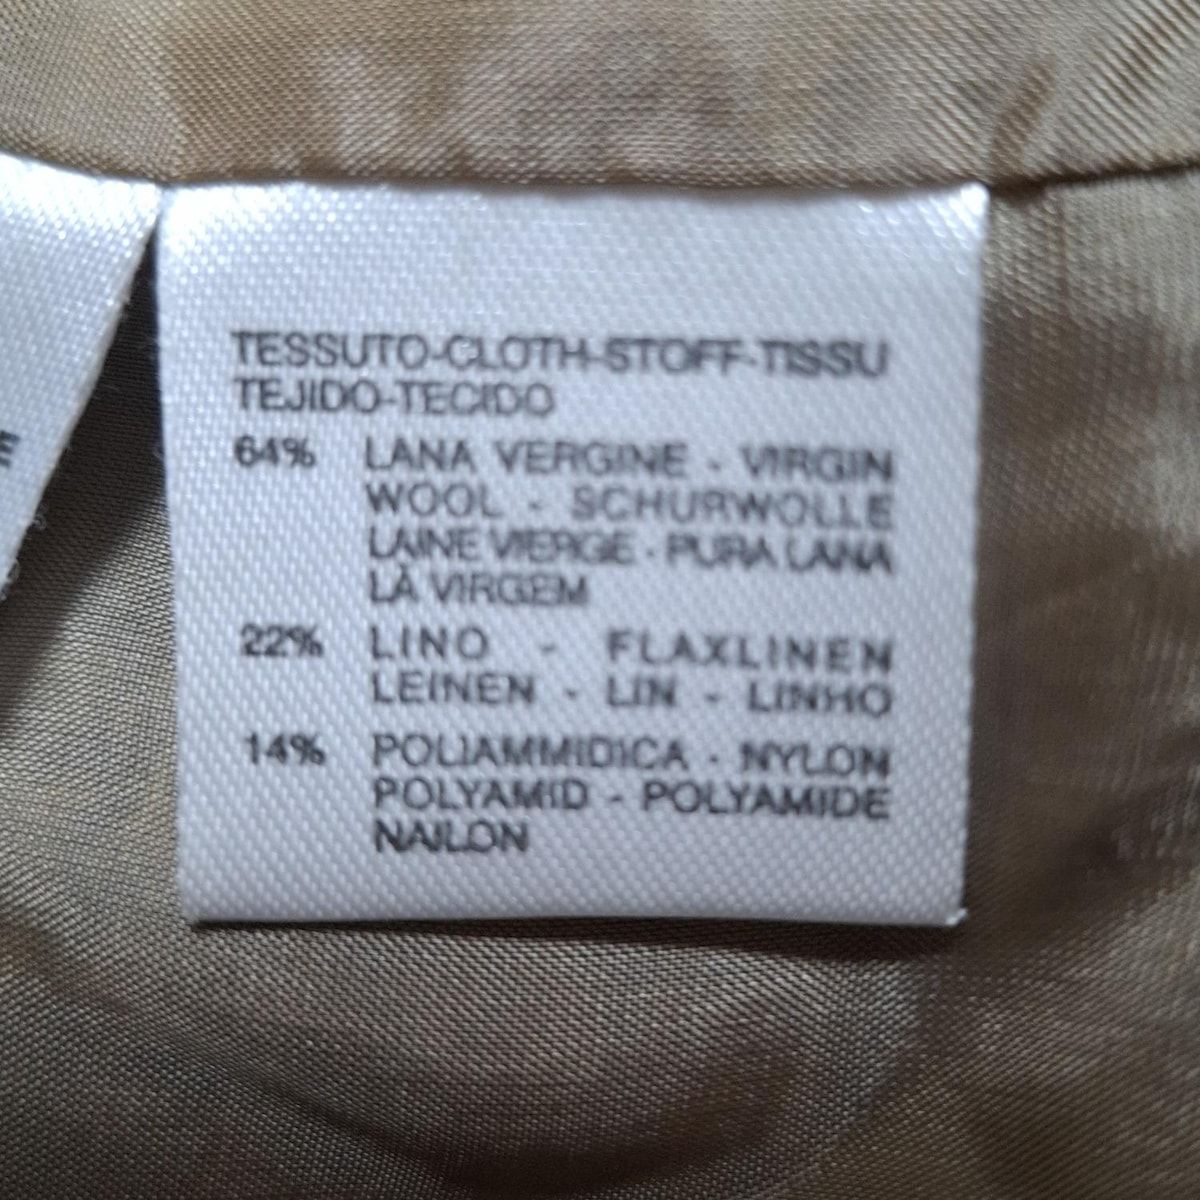 TESSUTO-CLOTH-STOFF-TISSU
TEJIDO-TECIDO
64% LANA VERGINE - VIRGIN
WOOL - SCHURWOLLE
LAINE VIERGE - PURA LANA
LÀ VIRGEM
22% LINO - FLAXLINEN
LEINEN - LIN - LINHO
14% POLIAMMIDICA - NYLON
POLYAMID - POLYAMIDE
NAILON